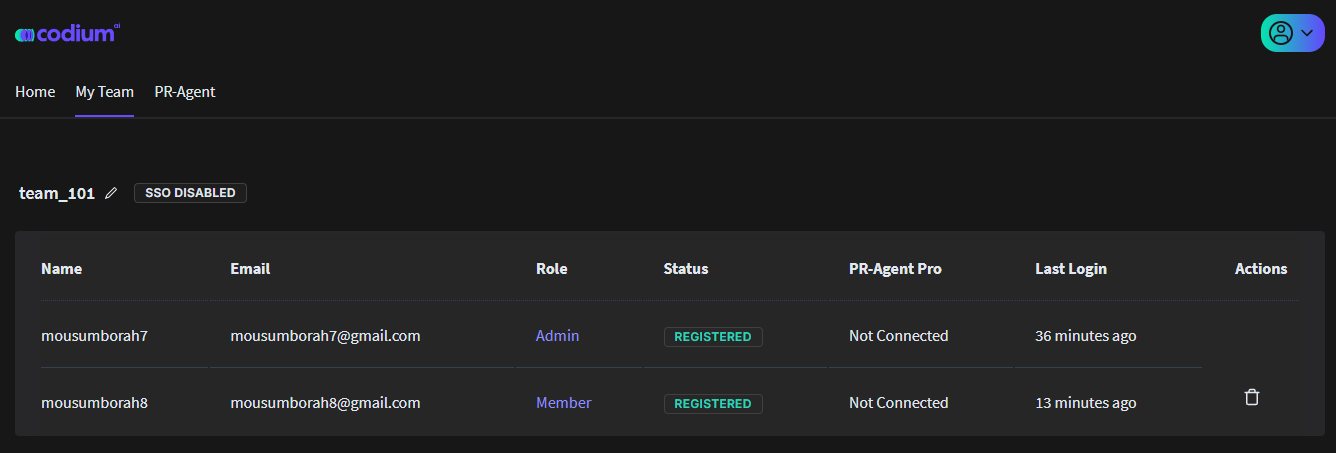 codium ai
Home My Team PR-Agent
team_101 SSO DISABLED
Name Email Role Status PR-Agent Pro Last Login Actions
mousumborah7 mousumborah7@gmail.com Admin REGISTERED Not Connected 36 minutes ago
mousumborah8 mousumborah8@gmail.com Member REGISTERED Not Connected 13 minutes ago